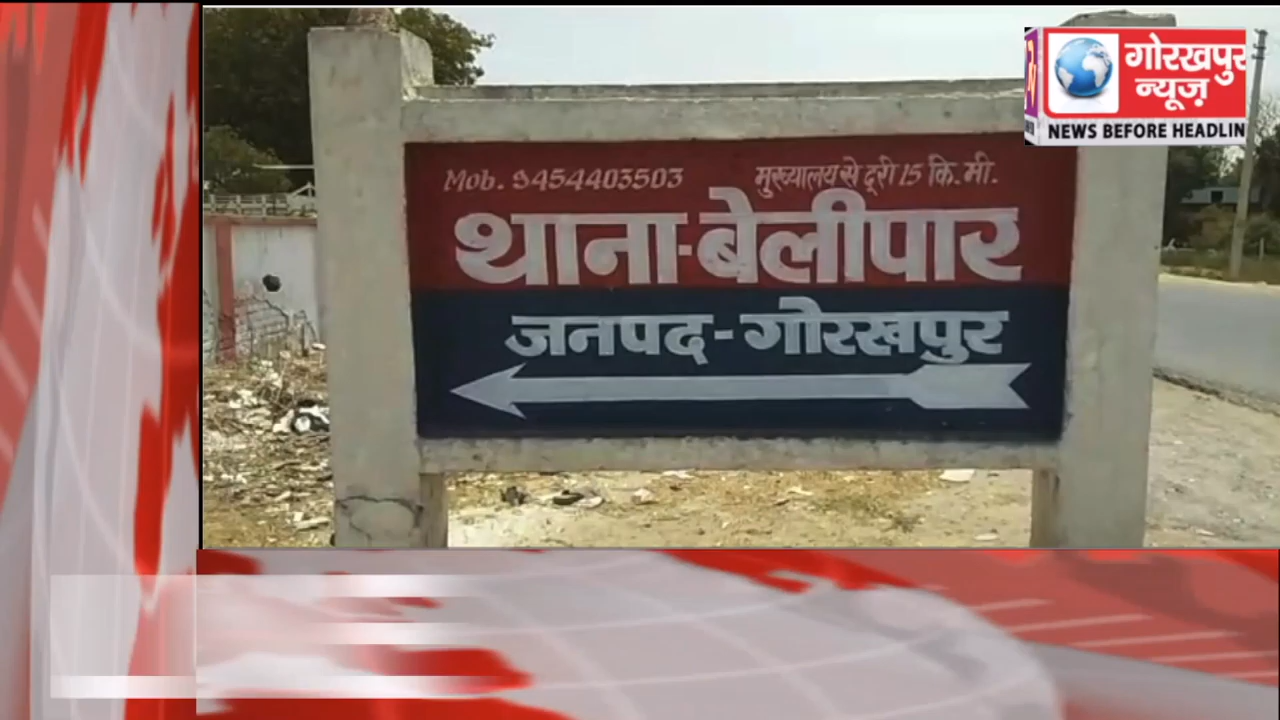 Mob. 9454403503 मुख्यालय से दूरी 15 कि.मी.
थाना-बेलीपार
जनपद-गोरखपुर
गोरखपुर
न्यूज़
NEWS BEFORE HEADLIN